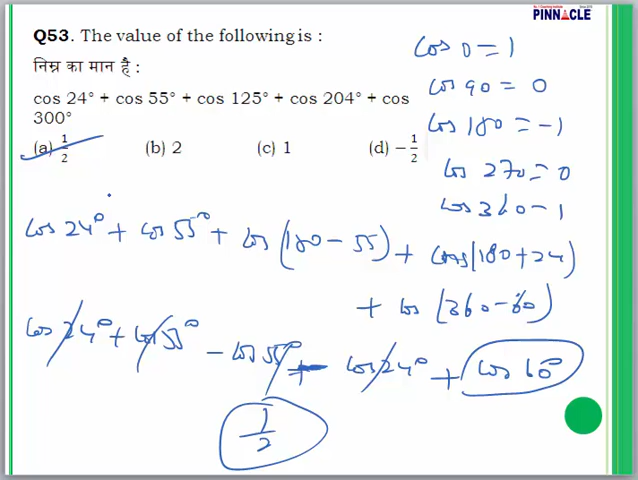 PINNACLE
Q53. The value of the following is :
निम्न का मान है :
cos 24° + cos 55° + cos 125° + cos 204° + cos
300°
(a) 1/2 (b) 2 (c) 1 (d) −1/2
cos 0 = 1
cos 90 = 0
cos 180 = -1
cos 270 = 0
cos 360 - 1
cos 24° + cos 55° + cos (180 - 55) + cos (180 + 24)
+ cos (360 - 60)
cos 24° + cos 55° - cos 55° - cos 24° + cos 60°
1/2